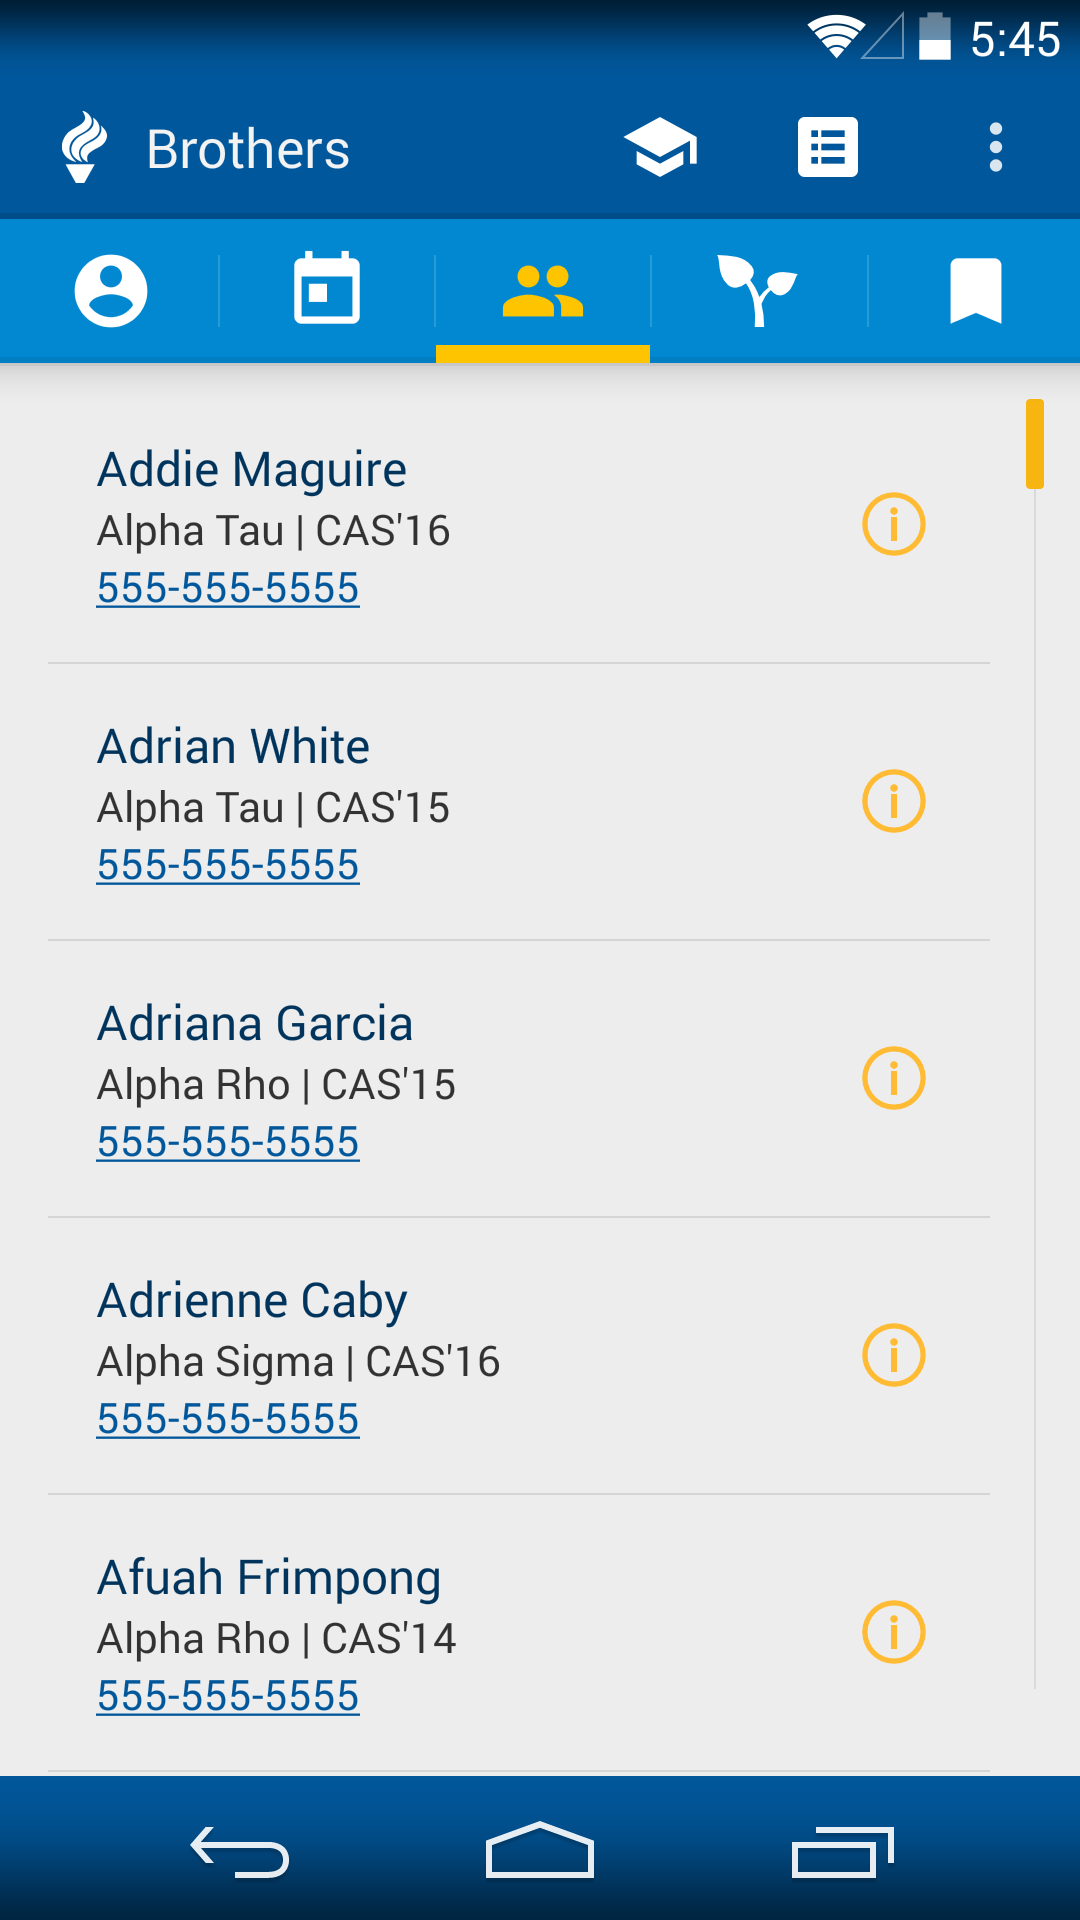 5:45
Brothers
Addie Maguire
Alpha Tau | CAS'16
555-555-5555
Adrian White
Alpha Tau | CAS'15
555-555-5555
Adriana Garcia
Alpha Rho | CAS'15
555-555-5555
Adrienne Caby
Alpha Sigma | CAS'16
555-555-5555
Afuah Frimpong
Alpha Rho | CAS'14
555-555-5555